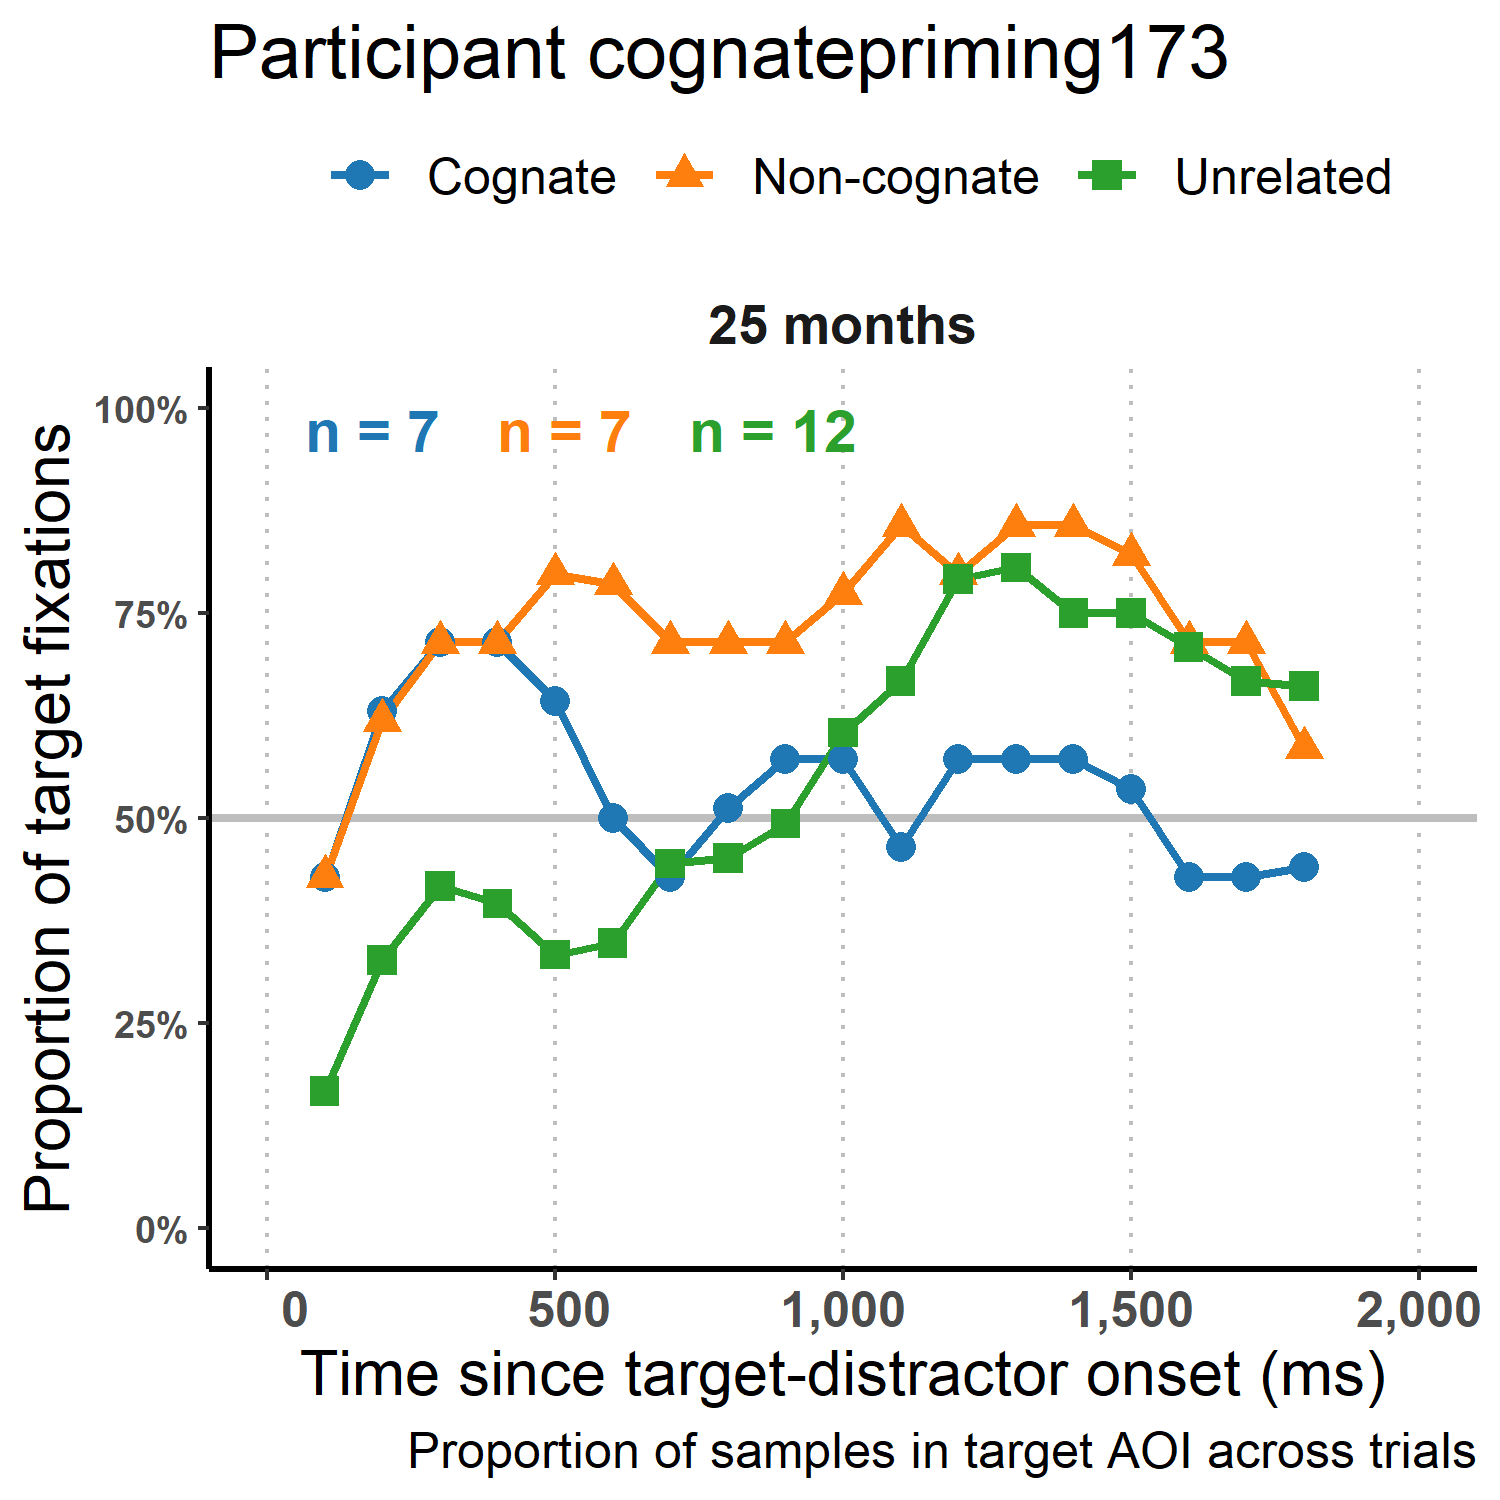 Participant cognatepriming173
Cognate Non-cognate Unrelated
25 months
n = 7 n = 7 n = 12
Proportion of target fixations
100%
75%
50%
25%
0%
0 500 1,000 1,500 2,000
Time since target-distractor onset (ms)
Proportion of samples in target AOI across trials